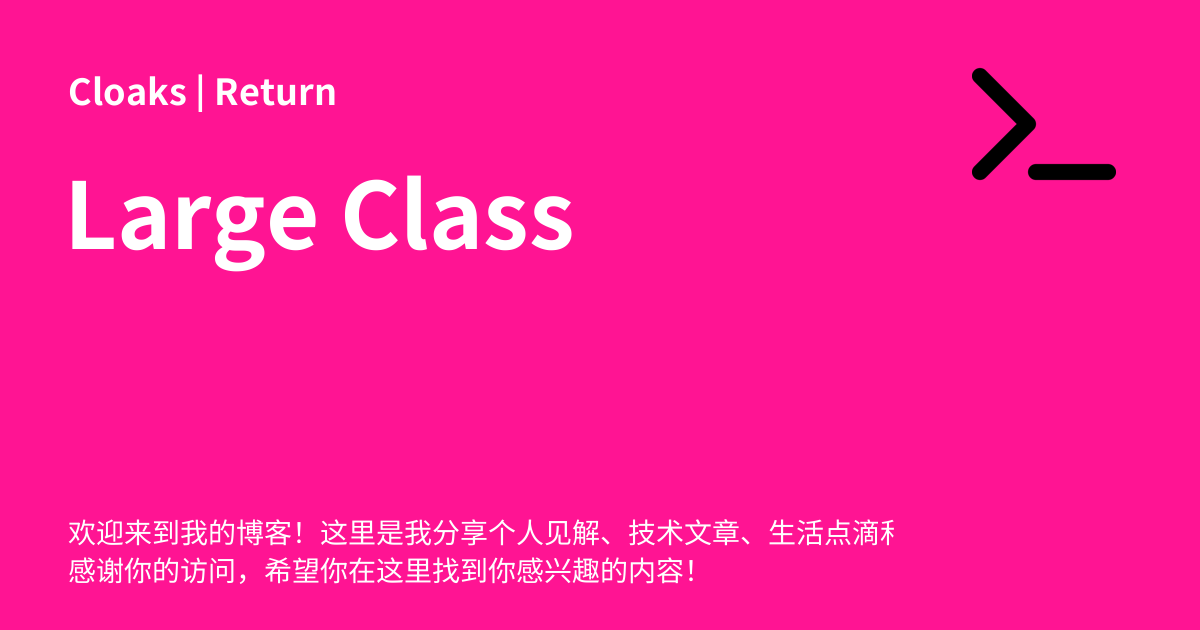 Cloaks | Return
Large Class
欢迎来到我的博客！这里是我分享个人见解、技术文章、生活点滴
感谢你的访问，希望你在这里找到你感兴趣的内容！